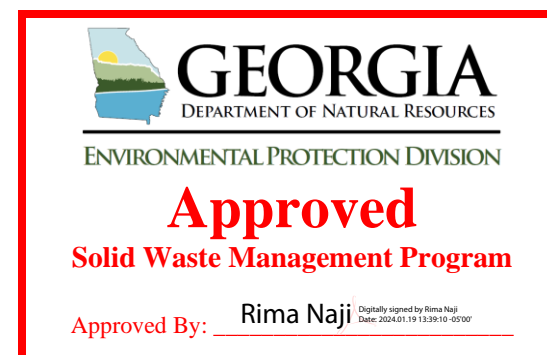 GEORGIA
DEPARTMENT OF NATURAL RESOURCES
ENVIRONMENTAL PROTECTION DIVISION
Approved
Solid Waste Management Program
Approved By: Rima Naji
Digitally signed by Rima Naji
Date: 2024.01.19 13:39:10 -05'00'